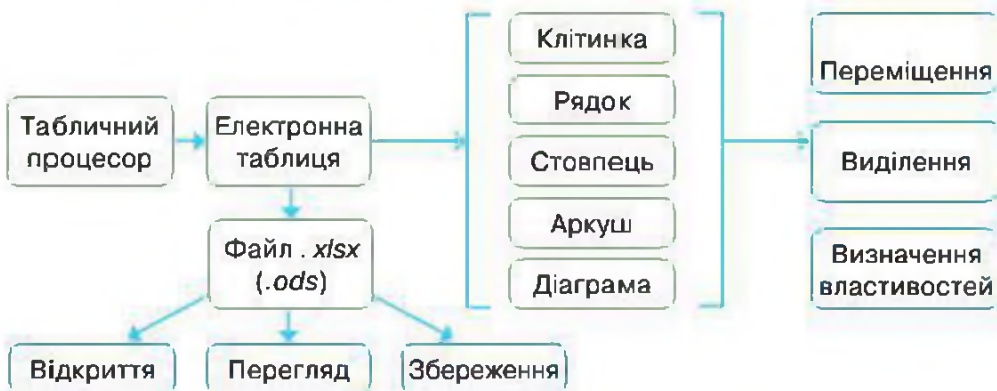 Табличний
процесор
Електронна
таблиця
Клітинка
Рядок
Стовпець
Аркуш
Діаграма
Переміщення
Виділення
Визначення
властивостей
Файл . xlsx
(.ods)
Відкриття
Перегляд
Збереження